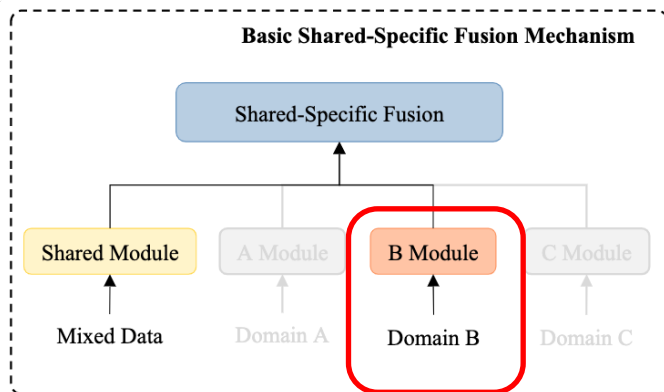 Basic Shared-Specific Fusion Mechanism
Shared-Specific Fusion
Shared Module
A Module
B Module
C Module
Mixed Data
Domain A
Domain B
Domain C